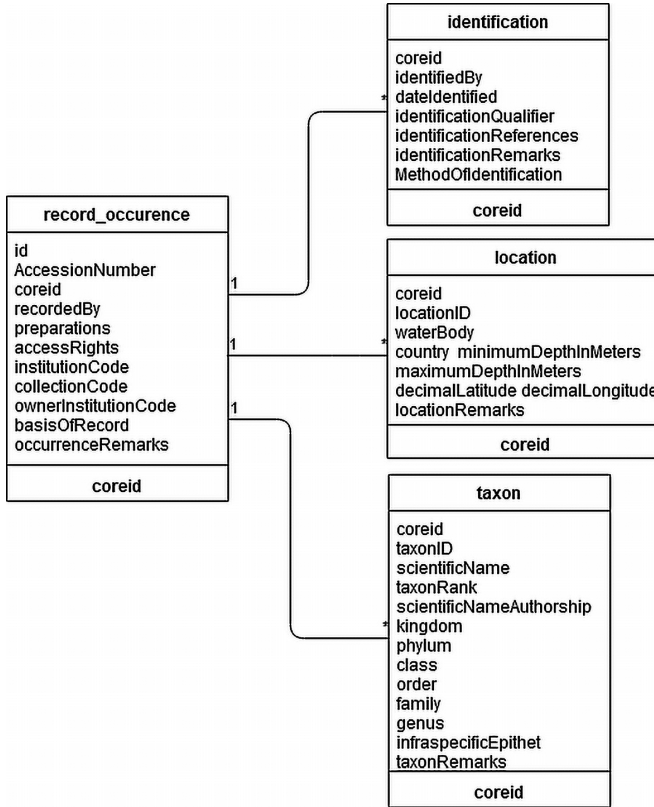 record_occurence
id
AccessionNumber
coreid
recordedBy
preparations
accessRights
institutionCode
collectionCode
ownerInstitutionCode
basisOfRecord
occurrenceRemarks
coreid
1
1
1
identification
coreid
identifiedBy
* dateIdentified
identificationQualifier
identificationReferences
identificationRemarks
MethodOfIdentification
coreid
location
coreid
locationID
waterBody
* country minimumDepthInMeters
maximumDepthInMeters
decimalLatitude decimalLongitude
locationRemarks
coreid
taxon
coreid
taxonID
scientificName
taxonRank
scientificNameAuthorship
* kingdom
phylum
class
order
family
genus
infraspecificEpithet
taxonRemarks
coreid